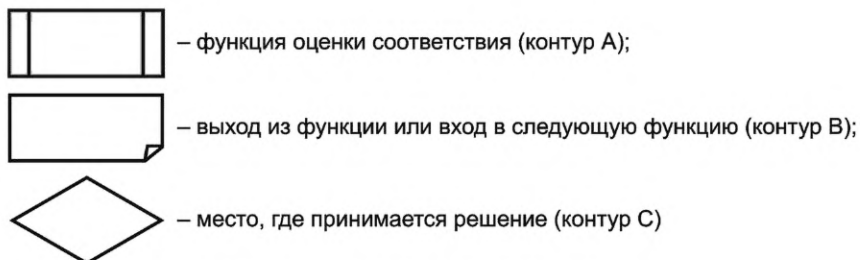 – функция оценки соответствия (контур А);
– выход из функции или вход в следующую функцию (контур В);
– место, где принимается решение (контур С)